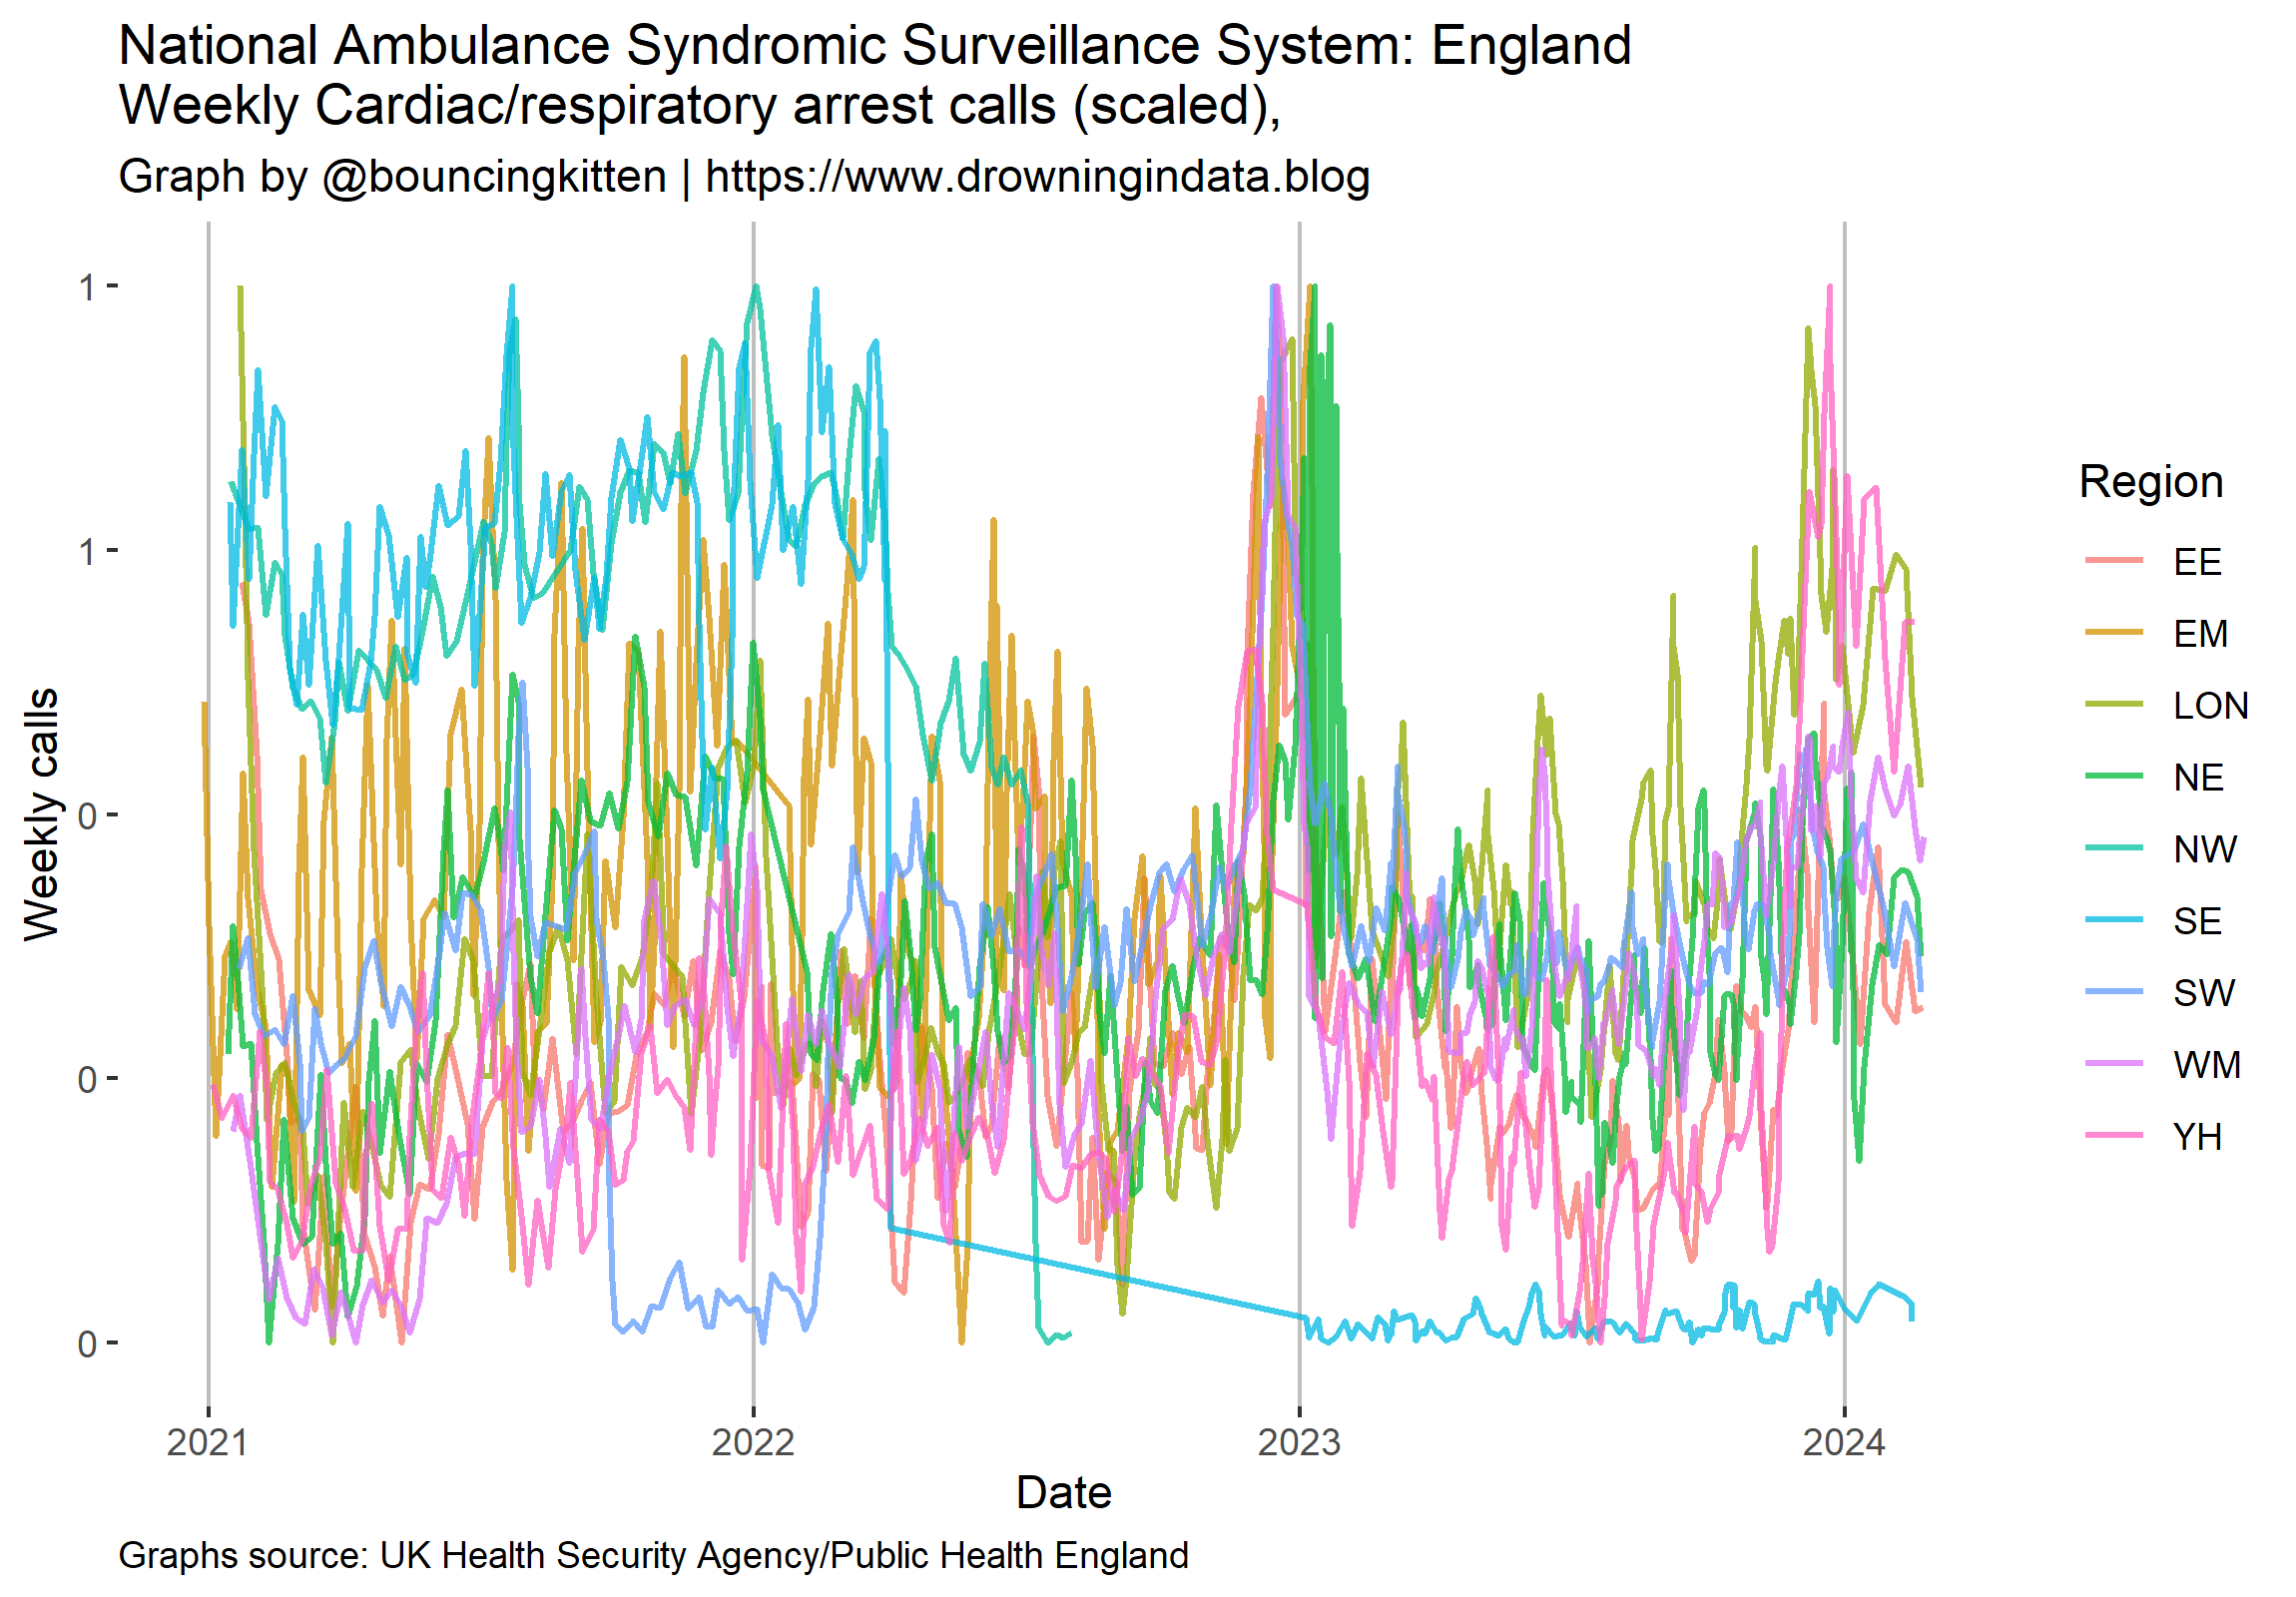 National Ambulance Syndromic Surveillance System: England
Weekly Cardiac/respiratory arrest calls (scaled),
Graph by @bouncingkitten | https://www.drowningindata.blog
1
1
0
0
0
Weekly calls
2021 2022 2023 2024
Date
Region
EE
EM
LON
NE
NW
SE
SW
WM
YH
Graphs source: UK Health Security Agency/Public Health England